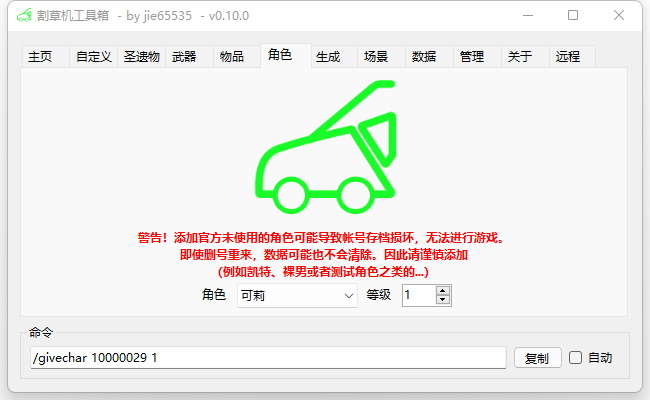 割草机工具箱 - by jie65535 - v0.10.0
主页 自定义 圣遗物 武器 物品 角色 生成 场景 数据 管理 关于 远程
警告！添加官方未使用的角色可能导致帐号存档损坏，无法进行游戏。
即使删号重来，数据可能也不会清除。因此请谨慎添加
（例如凯特、裸男或者测试角色之类的...）
角色 可莉 等级 1
命令
/givechar 10000029 1 复制 自动